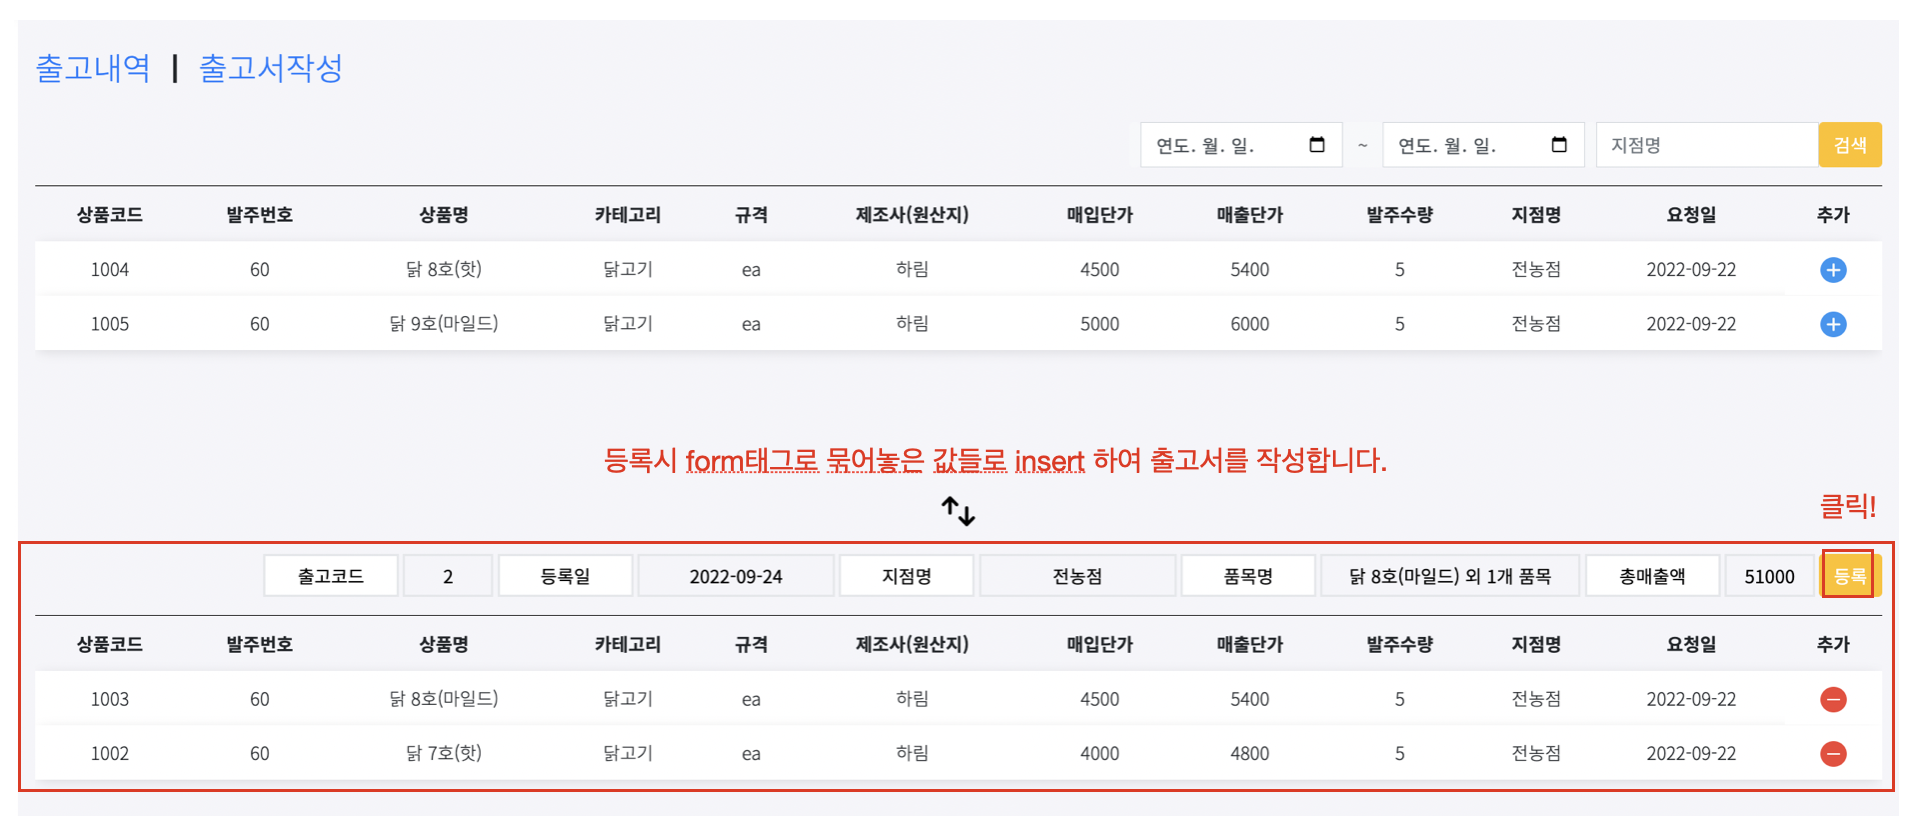 출고내역 | 출고서작성
연도. 월. 일. ~ 연도. 월. 일. 지점명 검색
상품코드 발주번호 상품명 카테고리 규격 제조사(원산지) 매입단가 매출단가 발주수량 지점명 요청일 추가
1004 60 닭 8호(핫) 닭고기 ea 하림 4500 5400 5 전농점 2022-09-22
1005 60 닭 9호(마일드) 닭고기 ea 하림 5000 6000 5 전농점 2022-09-22
등록시 form태그로 묶어놓은 값들로 insert 하여 출고서를 작성합니다.
클릭!
출고코드 2 등록일 2022-09-24 지점명 전농점 품목명 닭 8호(마일드) 외 1개 품목 총매출액 51000 등록
상품코드 발주번호 상품명 카테고리 규격 제조사(원산지) 매입단가 매출단가 발주수량 지점명 요청일 추가
1003 60 닭 8호(마일드) 닭고기 ea 하림 4500 5400 5 전농점 2022-09-22
1002 60 닭 7호(핫) 닭고기 ea 하림 4000 4800 5 전농점 2022-09-22